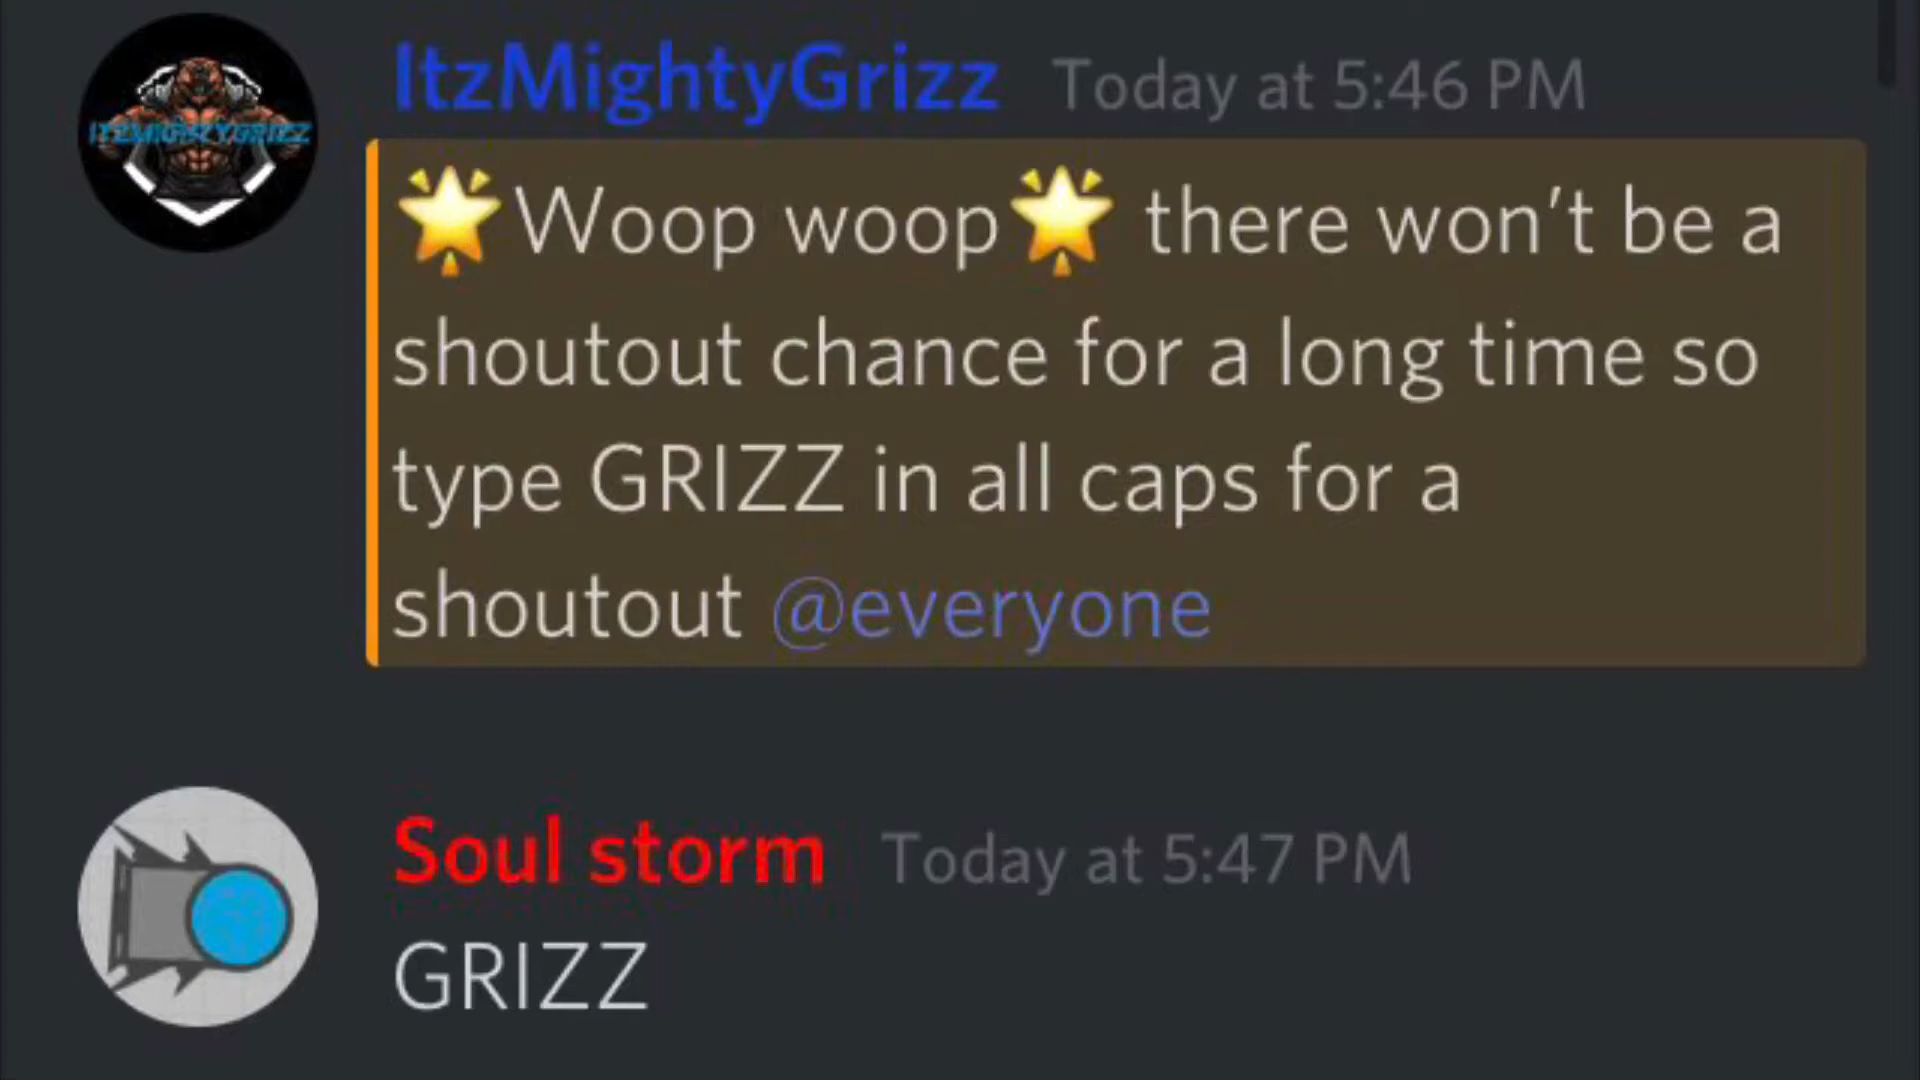 ItzMightyGrizz Today at 5:46 PM
ITZMIGHTYGRIZZ
🌟Woop woop🌟 there won't be a
shoutout chance for a long time so
type GRIZZ in all caps for a
shoutout @everyone
Soul storm Today at 5:47 PM
GRIZZ